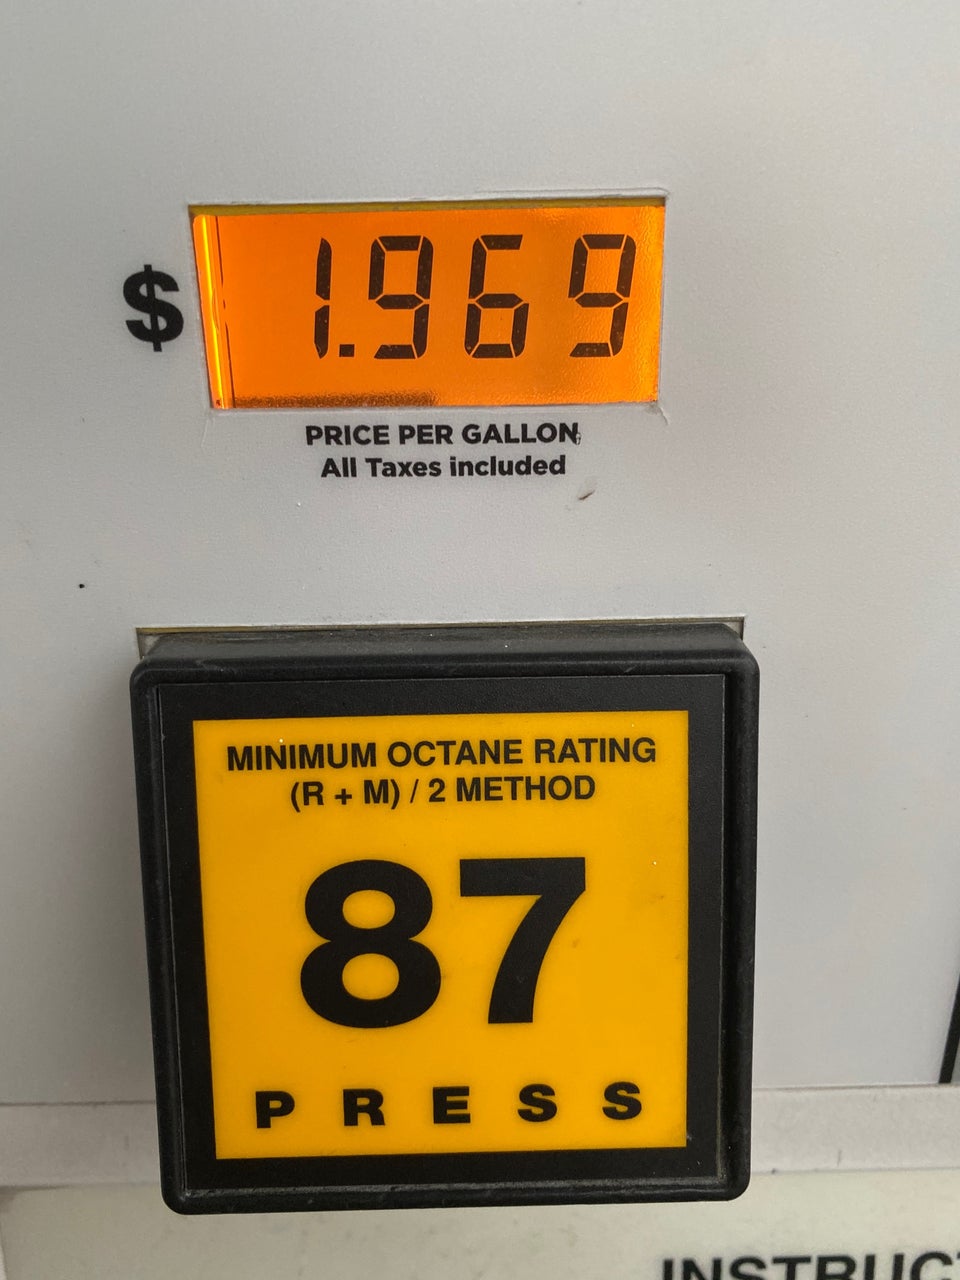 $ 1.969
PRICE PER GALLON
All Taxes included
MINIMUM OCTANE RATING
(R + M) / 2 METHOD
87
PRESS